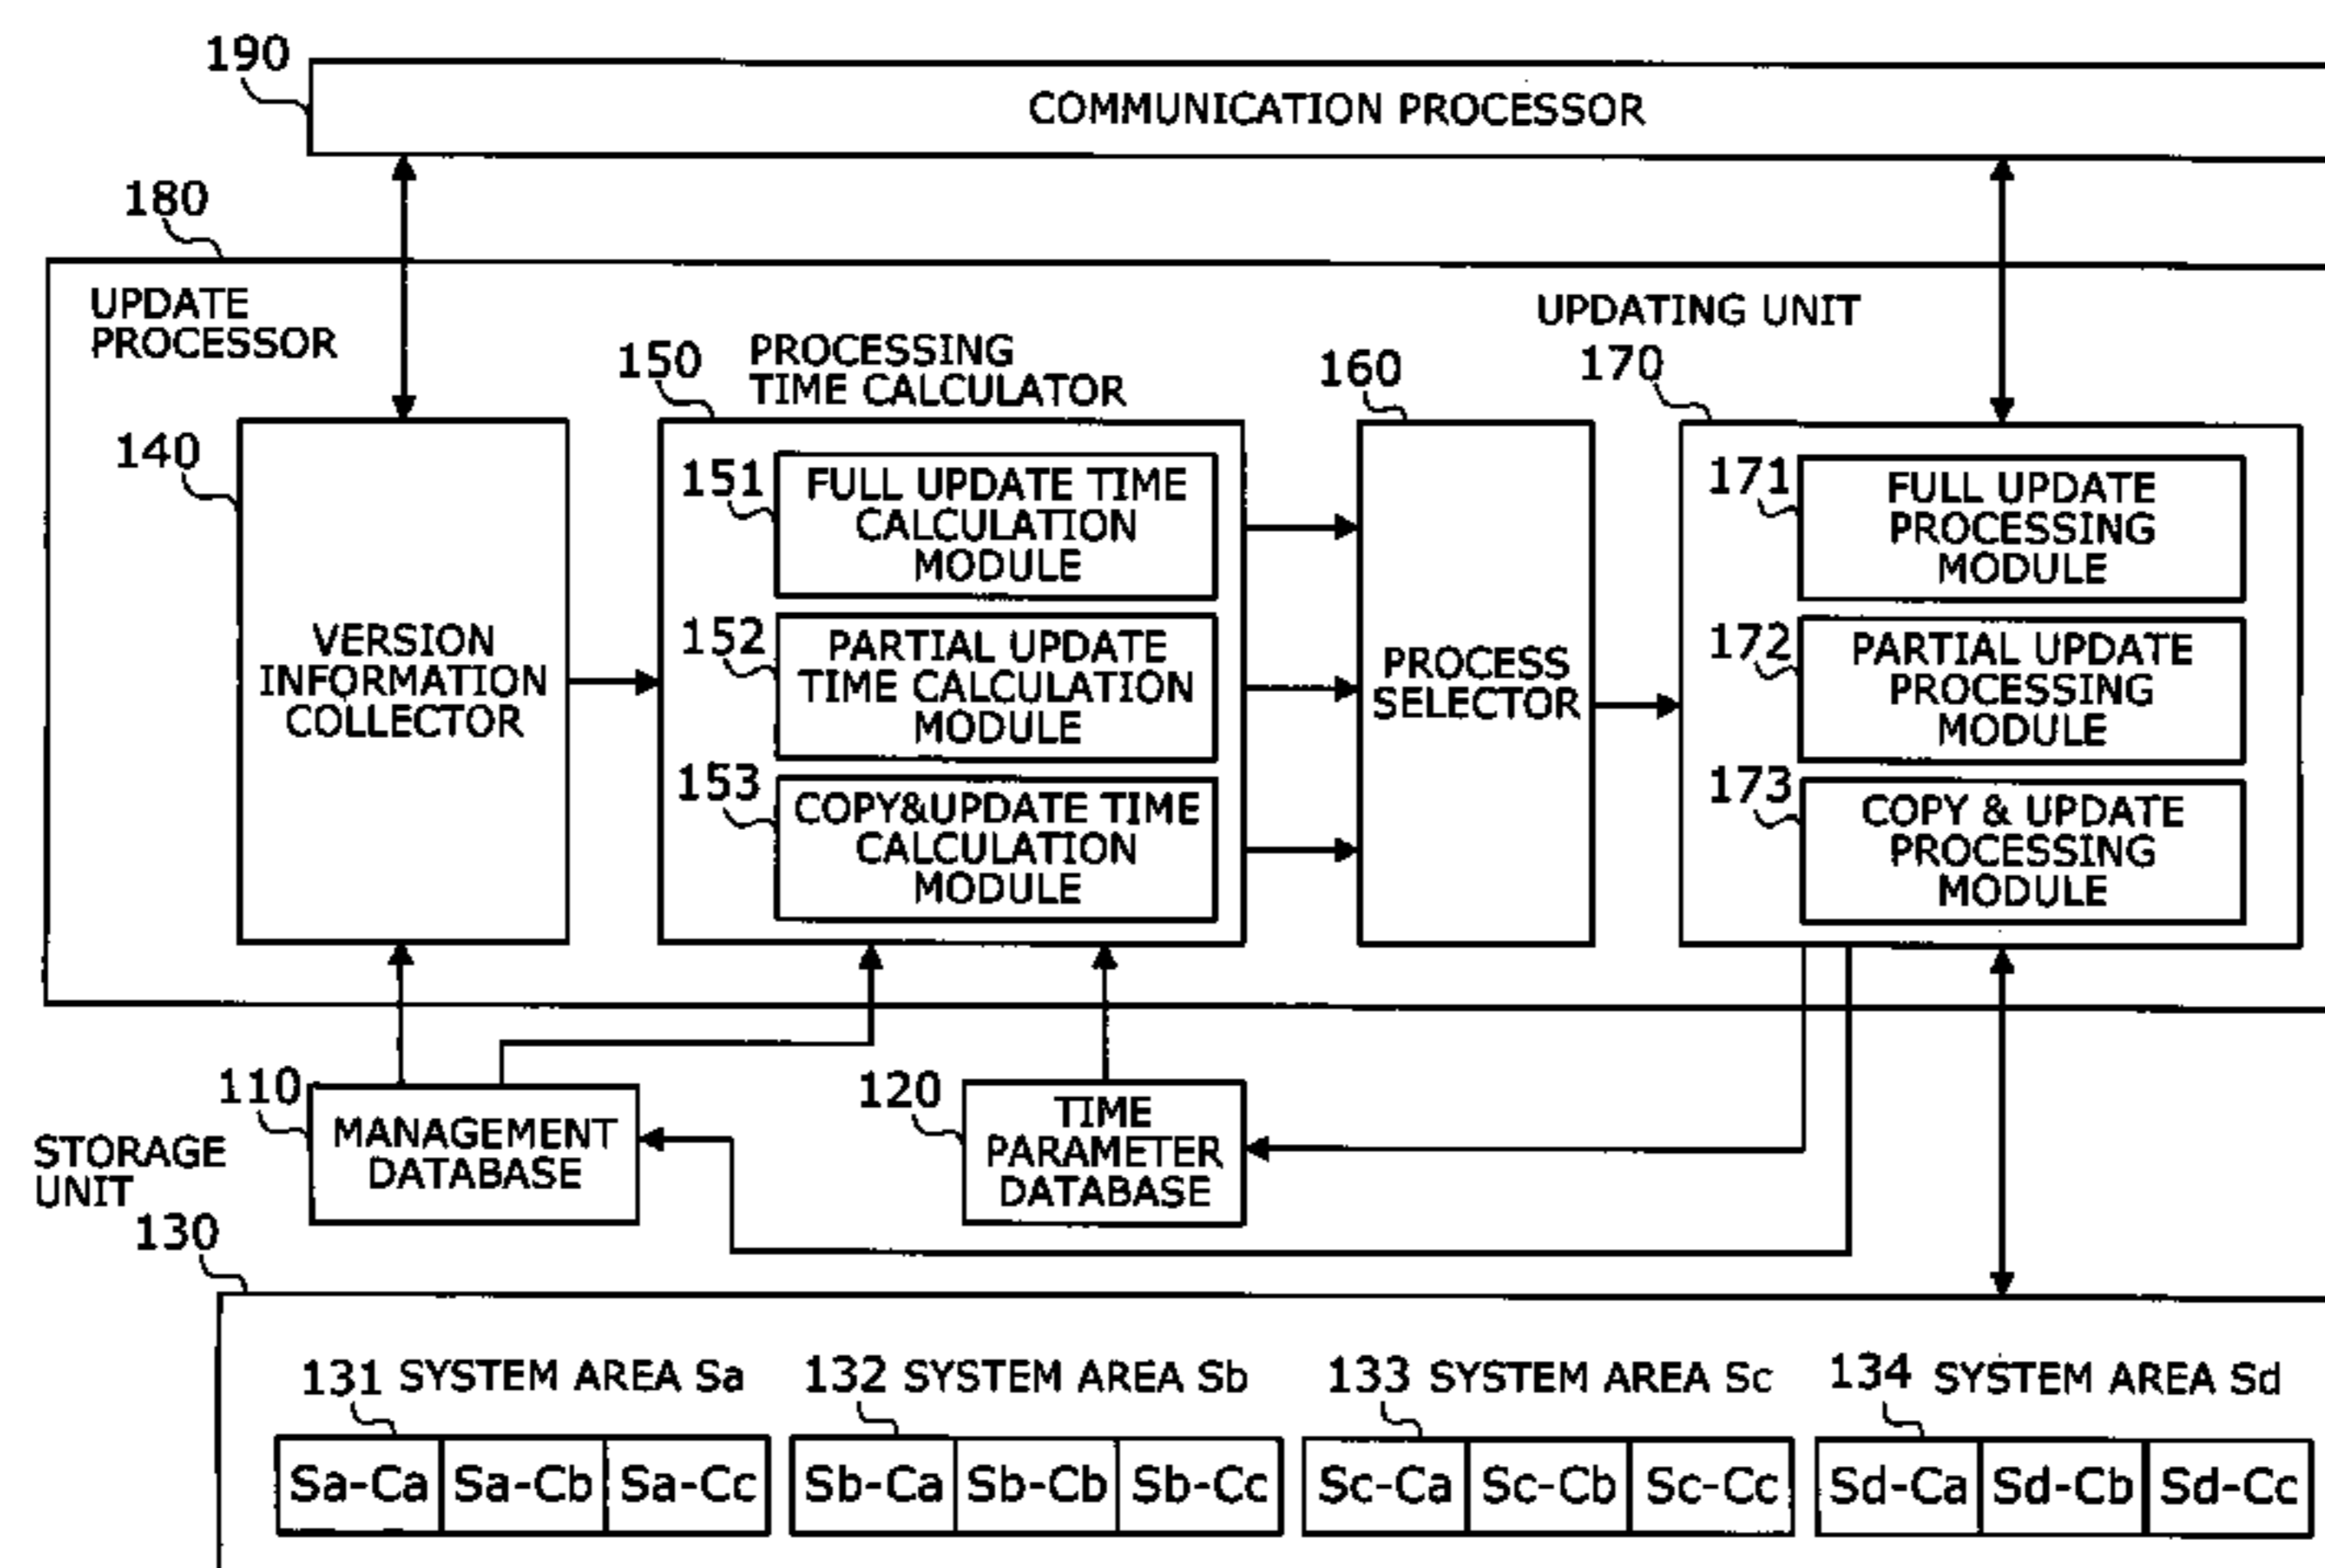 190
COMMUNICATION PROCESSOR
180
UPDATE
PROCESSOR
140
VERSION
INFORMATION
COLLECTOR
150
PROCESSING
TIME CALCULATOR
151
FULL UPDATE TIME
CALCULATION
MODULE
152
PARTIAL UPDATE
TIME CALCULATION
MODULE
153
COPY&UPDATE TIME
CALCULATION
MODULE
160
PROCESS
SELECTOR
UPDATING UNIT
170
171
FULL UPDATE
PROCESSING
MODULE
172
PARTIAL UPDATE
PROCESSING
MODULE
173
COPY & UPDATE
PROCESSING
MODULE
110
MANAGEMENT
DATABASE
120
TIME
PARAMETER
DATABASE
STORAGE
UNIT
130
131 SYSTEM AREA Sa
132 SYSTEM AREA Sb
133 SYSTEM AREA Sc
134 SYSTEM AREA Sd
Sa-Ca Sa-Cb Sa-Cc
Sb-Ca Sb-Cb Sb-Cc
Sc-Ca Sc-Cb Sc-Cc
Sd-Ca Sd-Cb Sd-Cc